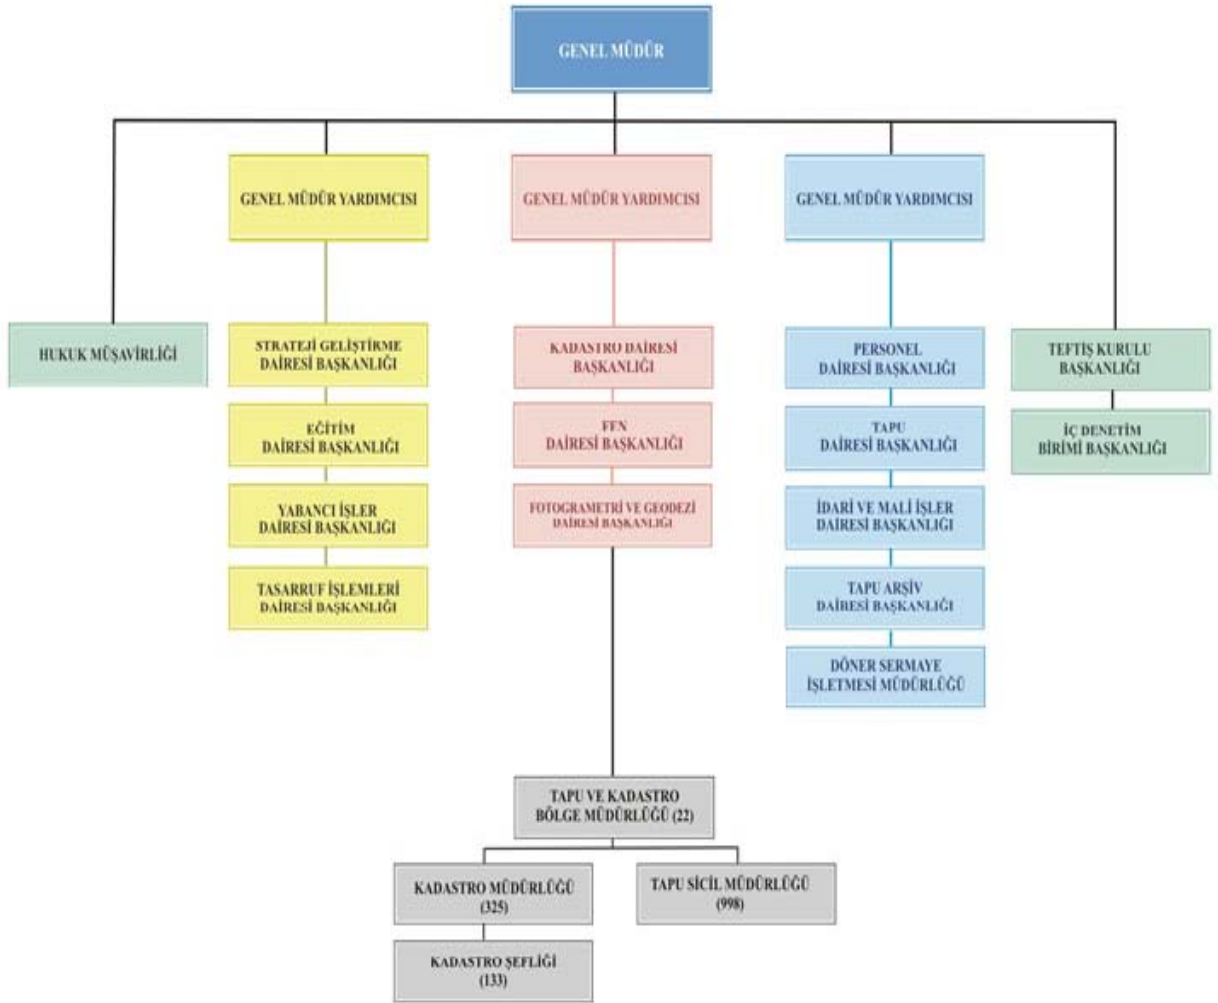 GENEL MÜDÜR
GENEL MÜDÜR YARDIMCISI
GENEL MÜDÜR YARDIMCISI
GENEL MÜDÜR YARDIMCISI
HUKUK MÜŞAVİRLİĞİ
STRATEJİ GELİŞTİRME
DAİRESİ BAŞKANLIĞI
EĞİTİM
DAİRESİ BAŞKANLIĞI
YABANCI İŞLER
DAİRESİ BAŞKANLIĞI
TASARRUF İŞLEMLERİ
DAİRESİ BAŞKANLIĞI
KADASTRO DAİRESİ
BAŞKANLIĞI
FEN
DAİRESİ BAŞKANLIĞI
FOTOGRAMETRİ VE GEODEZİ
DAİRESİ BAŞKANLIĞI
PERSONEL
DAİRESİ BAŞKANLIĞI
TAPU
DAİRESİ BAŞKANLIĞI
İDARİ VE MALİ İŞLER
DAİRESİ BAŞKANLIĞI
TAPU ARŞİV
DAİRESİ BAŞKANLIĞI
DÖNER SERMAYE
İŞLETMESİ MÜDÜRLÜĞÜ
TEFTİŞ KURULU
BAŞKANLIĞI
İÇ DENETİM
BİRİMİ BAŞKANLIĞI
TAPU VE KADASTRO
BÖLGE MÜDÜRLÜĞÜ (22)
KADASTRO MÜDÜRLÜĞÜ
(325)
TAPU SİCİL MÜDÜRLÜĞÜ
(998)
KADASTRO ŞEFLİĞİ
(133)